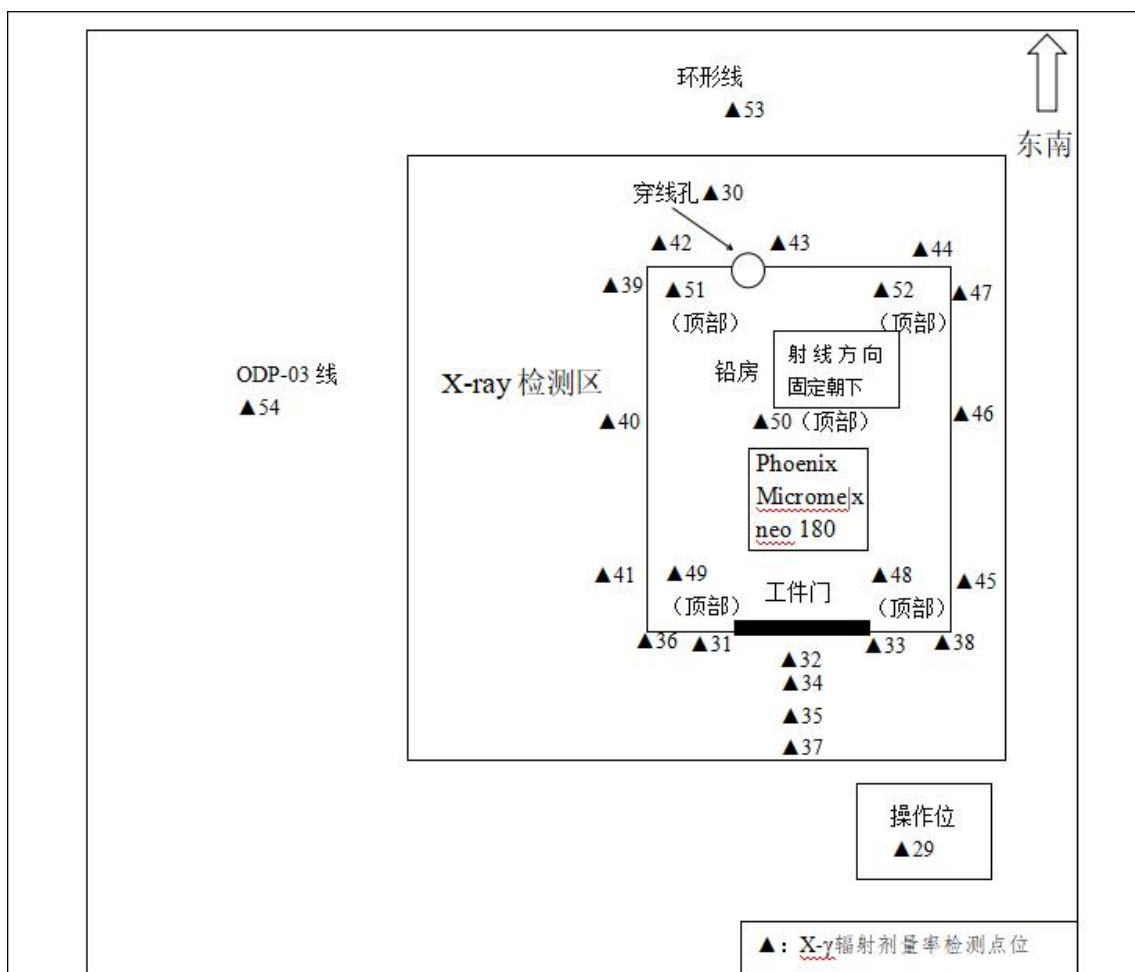 环形线
▲53
东南
穿线孔▲30
▲42
▲43
▲44
▲39
▲51
(顶部)
▲52
(顶部)
▲47
射线方向
固定朝下
铅房
ODP-03 线
▲54
X-ray 检测区
▲40
▲50(顶部)
▲46
Phoenix
Micromex
neo 180
▲41
▲49
(顶部)
工件门
▲48
(顶部)
▲45
▲36
▲31
▲32
▲33
▲38
▲34
▲35
▲37
操作位
▲29
▲：X-γ辐射剂量率检测点位